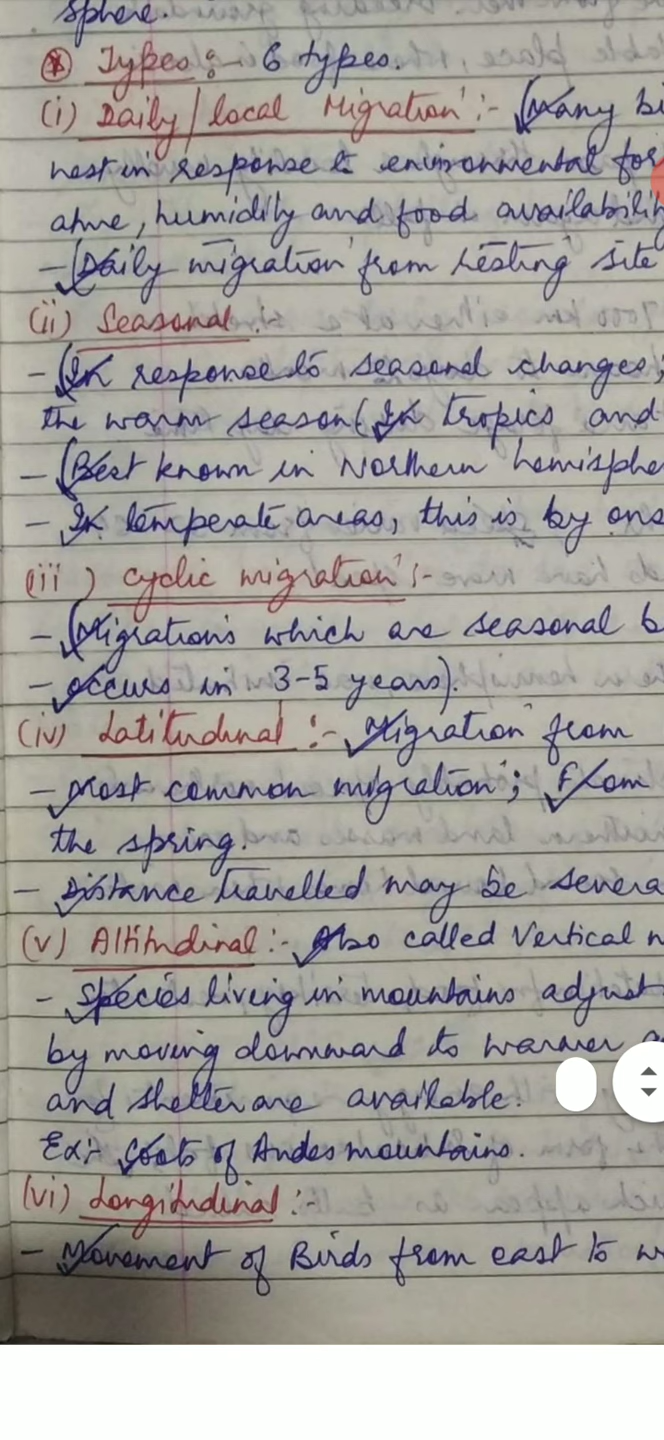 sphere.
Types :- 6 types.
(i) Daily/local Migration :- Many bi
nest in response to environmental for
ature, humidity and food availability
- Daily migration from resting site
(ii) Seasonal.
- In response to seasonal changes;
the warm season (In tropics and
- Best known in Northern hemisphe
- In temperate areas, this is by ons
(iii) Cyclic migration :-
- Migrations which are seasonal b
- occurs in 3-5 years).
(iv) Latitudinal :- Migration from
- Most common migration; From
the spring.
- Distance travelled may be severa
(v) Altitudinal :- Also called Vertical m
- Species living in mountains adjust
by moving downward to warmer a
and shelter are available.
Ex:- Coots of Andes mountains.
(vi) Longitudinal :-
- Movement of Birds from east to w